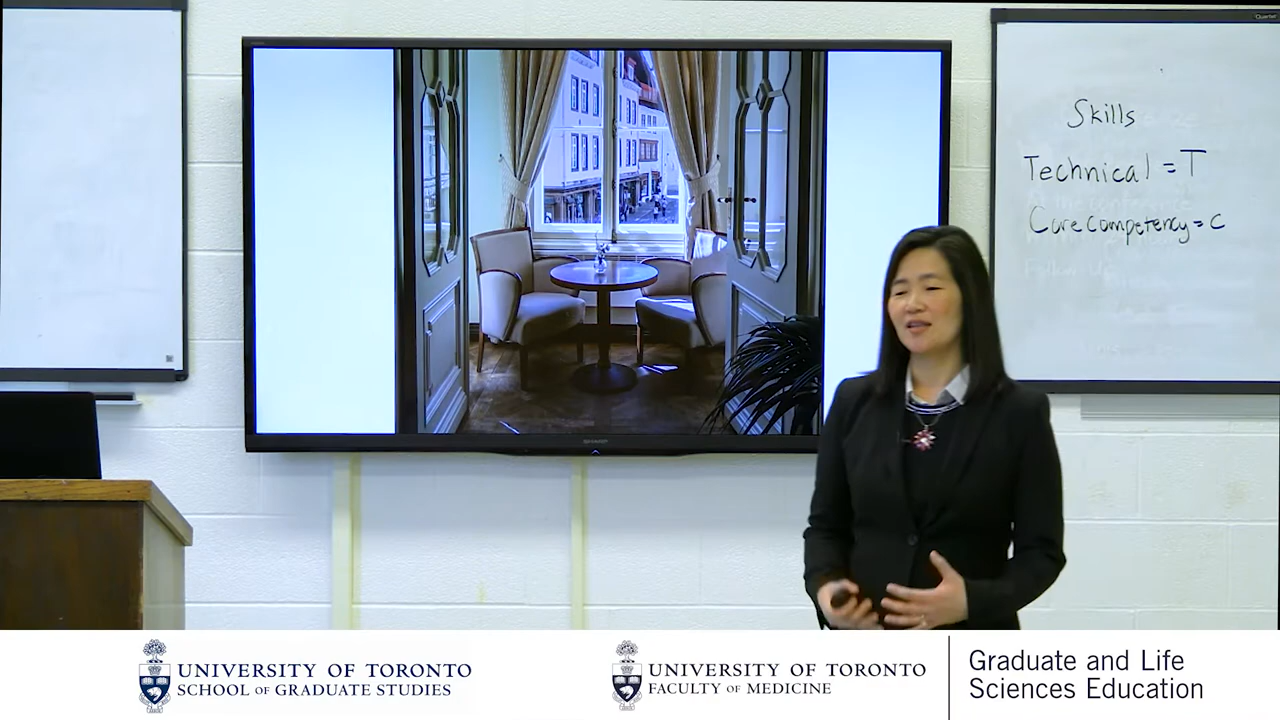 Skills
Technical = T
Core competency = C
SHARP
UNIVERSITY OF TORONTO
SCHOOL OF GRADUATE STUDIES
UNIVERSITY OF TORONTO
FACULTY OF MEDICINE
Graduate and Life
Sciences Education